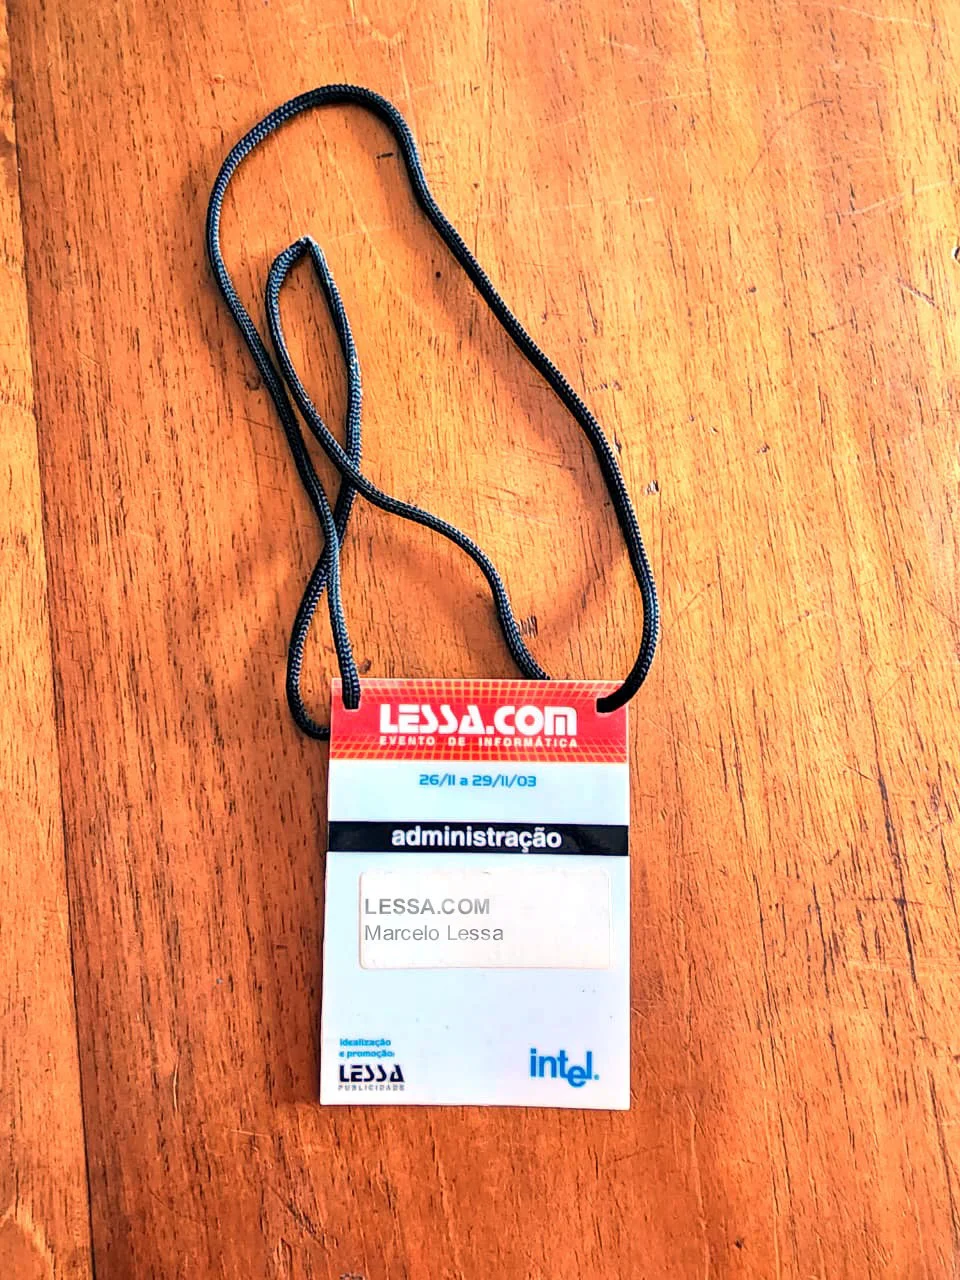 LESSA.COM
EVENTO DE INFORMÁTICA
26/11 a 29/11/03
administração
LESSA.COM
Marcelo Lessa
idealização
e promoção:
LESSA
PUBLICIDADE
intel.